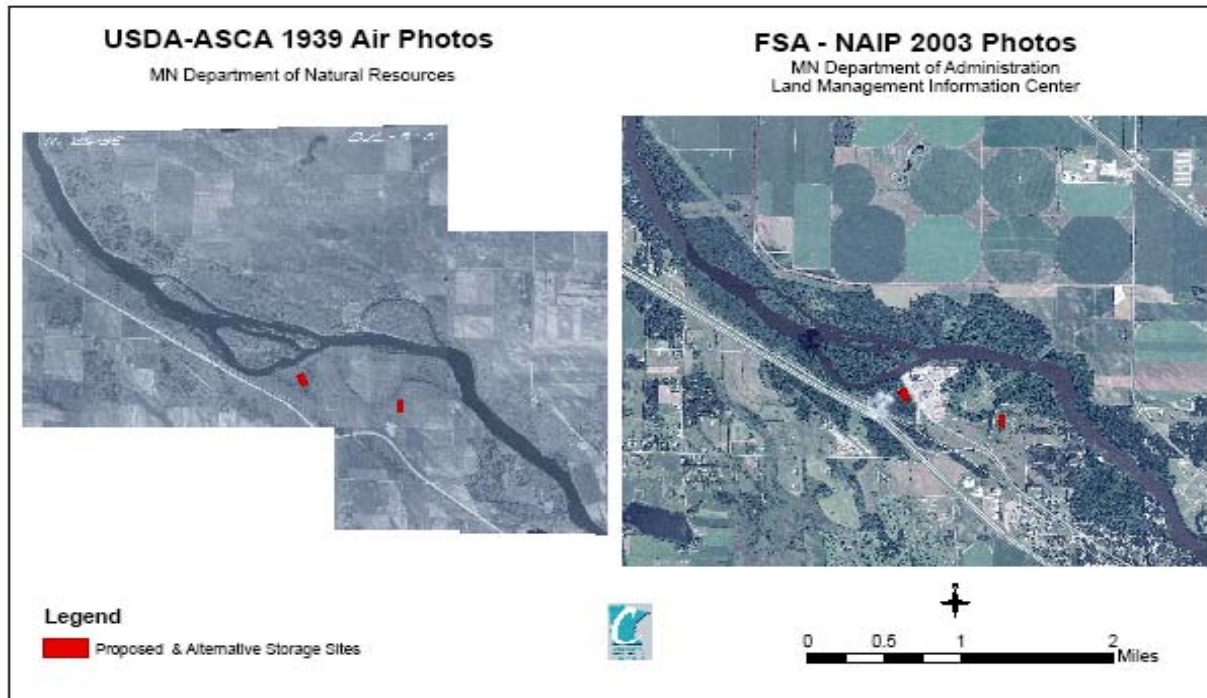 USDA-ASCA 1939 Air Photos
MN Department of Natural Resources
FSA - NAIP 2003 Photos
MN Department of Administration
Land Management Information Center
Legend
Proposed & Alternative Storage Sites
0 0.5 1 2
Miles